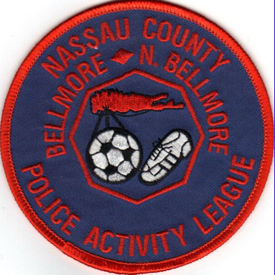 NASSAU COUNTY
BELLMORE N. BELLMORE
POLICE ACTIVITY LEAGUE